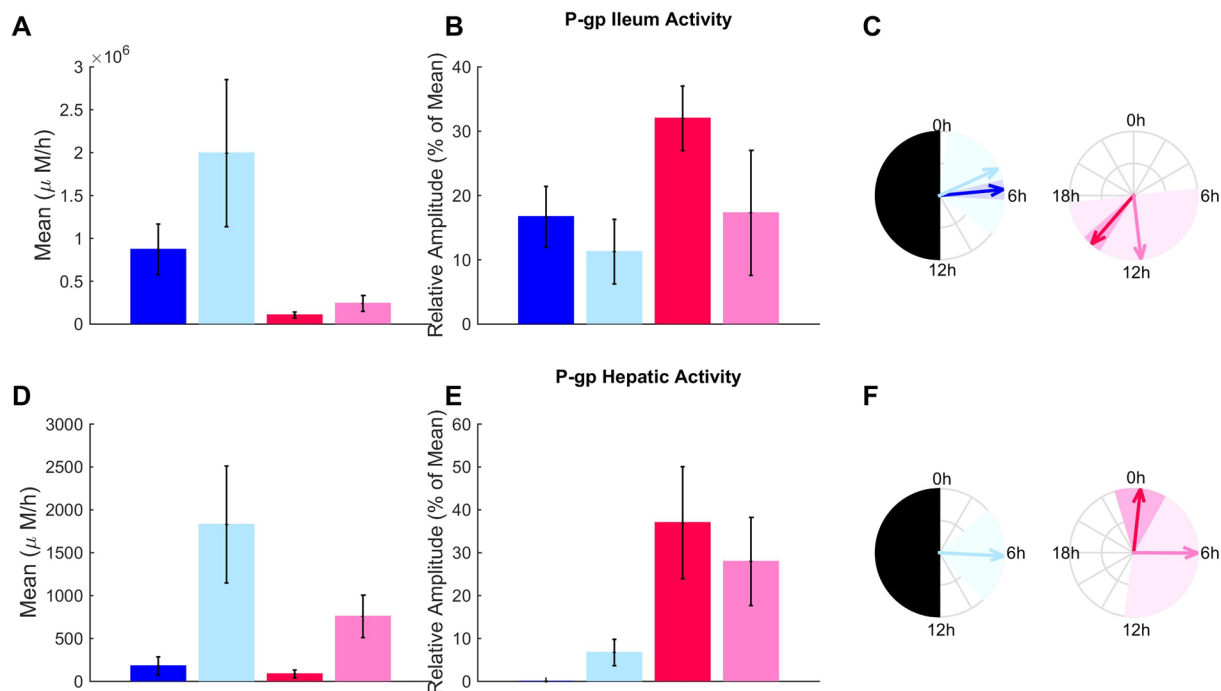 A
B
P-gp Ileum Activity
C
×10⁶
3
2.5
2
1.5
1
0.5
0
Mean (μ M/h)
40
30
20
10
0
Relative Amplitude (% of Mean)
0h
6h
12h
0h
18h
6h
12h
D
E
P-gp Hepatic Activity
F
3000
2500
2000
1500
1000
500
0
Mean (μ M/h)
60
50
40
30
20
10
0
Relative Amplitude (% of Mean)
0h
6h
12h
0h
18h
6h
12h